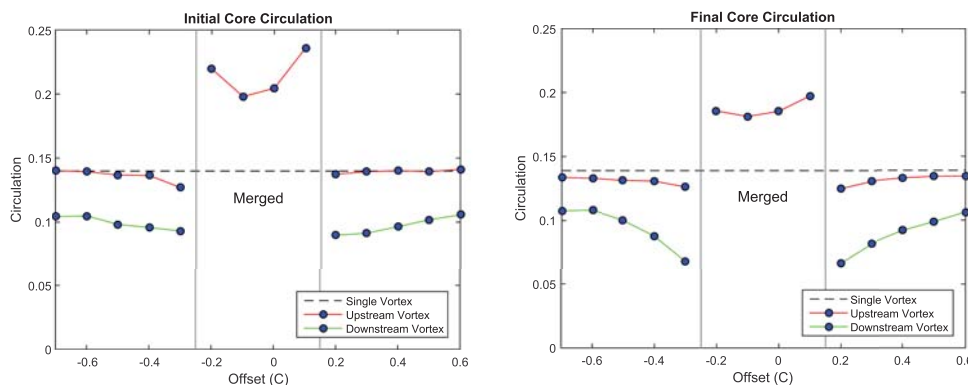 Initial Core Circulation
0.25
0.2
0.15
0.1
0.05
0
Circulation
Merged
Single Vortex
Upstream Vortex
Downstream Vortex
-0.6 -0.4 -0.2 0 0.2 0.4 0.6
Offset (C)
Final Core Circulation
0.25
0.2
0.15
0.1
0.05
0
Circulation
Merged
Single Vortex
Upstream Vortex
Downstream Vortex
-0.6 -0.4 -0.2 0 0.2 0.4 0.6
Offset (C)